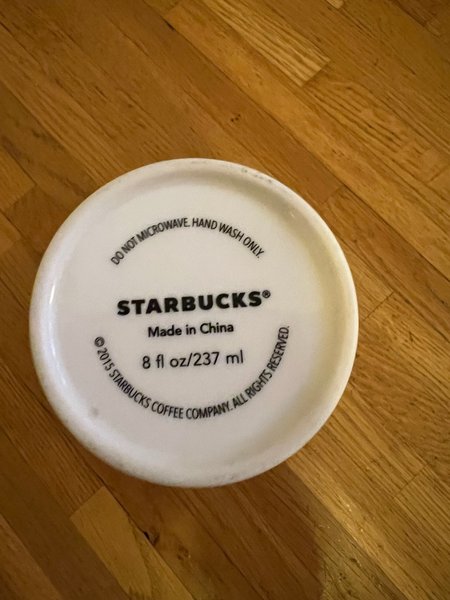 DO NOT MICROWAVE. HAND WASH ONLY.
STARBUCKS®
Made in China
8 fl oz/237 ml
© 2015 STARBUCKS COFFEE COMPANY. ALL RIGHTS RESERVED.